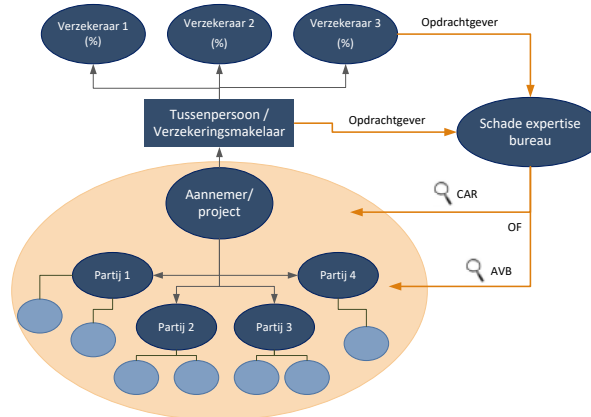 Verzekeraar 1
(%)
Verzekeraar 2
(%)
Verzekeraar 3
(%)
Opdrachtgever
Tussenpersoon /
Verzekeringsmakelaar
Opdrachtgever
Schade expertise
bureau
Aannemer/
project
CAR
OF
AVB
Partij 1
Partij 4
Partij 2
Partij 3